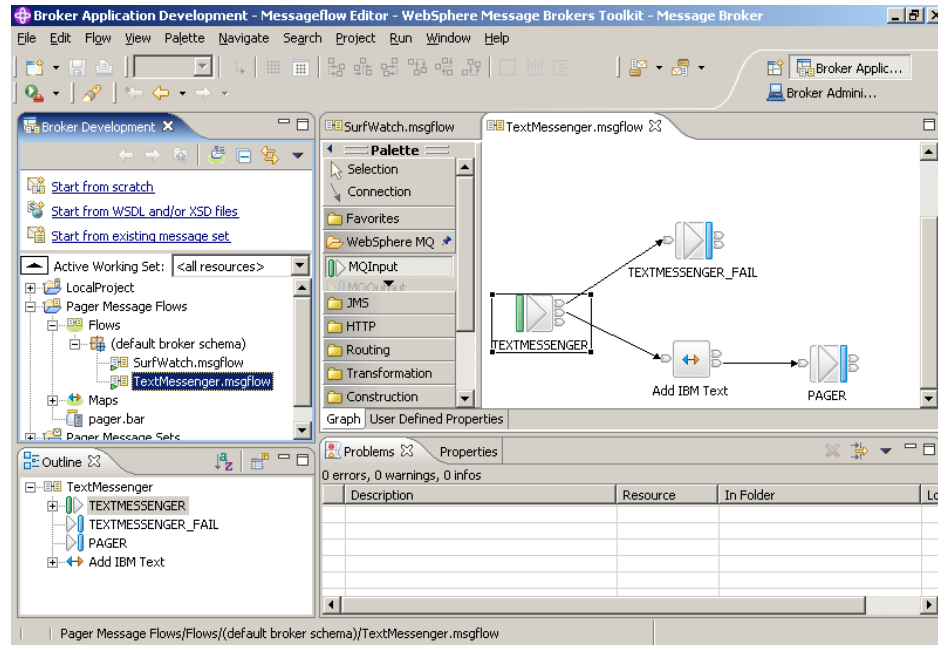 Broker Application Development - Messageflow Editor - WebSphere Message Brokers Toolkit - Message Broker
File Edit Flow View Palette Navigate Search Project Run Window Help
Broker Applic...
Broker Admini...
Broker Development
Start from scratch
Start from WSDL and/or XSD files
Start from existing message set
Active Working Set: <all resources>
LocalProject
Pager Message Flows
Flows
(default broker schema)
SurfWatch.msgflow
TextMessenger.msgflow
Maps
pager.bar
Pager Message Sets
SurfWatch.msgflow TextMessenger.msgflow
Palette
Selection
Connection
Favorites
WebSphere MQ
MQInput
MQOutput
JMS
HTTP
Routing
Transformation
Construction
TEXTMESSENGER_FAIL
TEXTMESSENGER
Add IBM Text
PAGER
Graph User Defined Properties
Outline
TextMessenger
TEXTMESSENGER
TEXTMESSENGER_FAIL
PAGER
Add IBM Text
Problems Properties
0 errors, 0 warnings, 0 infos
Description Resource In Folder Lo
Pager Message Flows/Flows/(default broker schema)/TextMessenger.msgflow